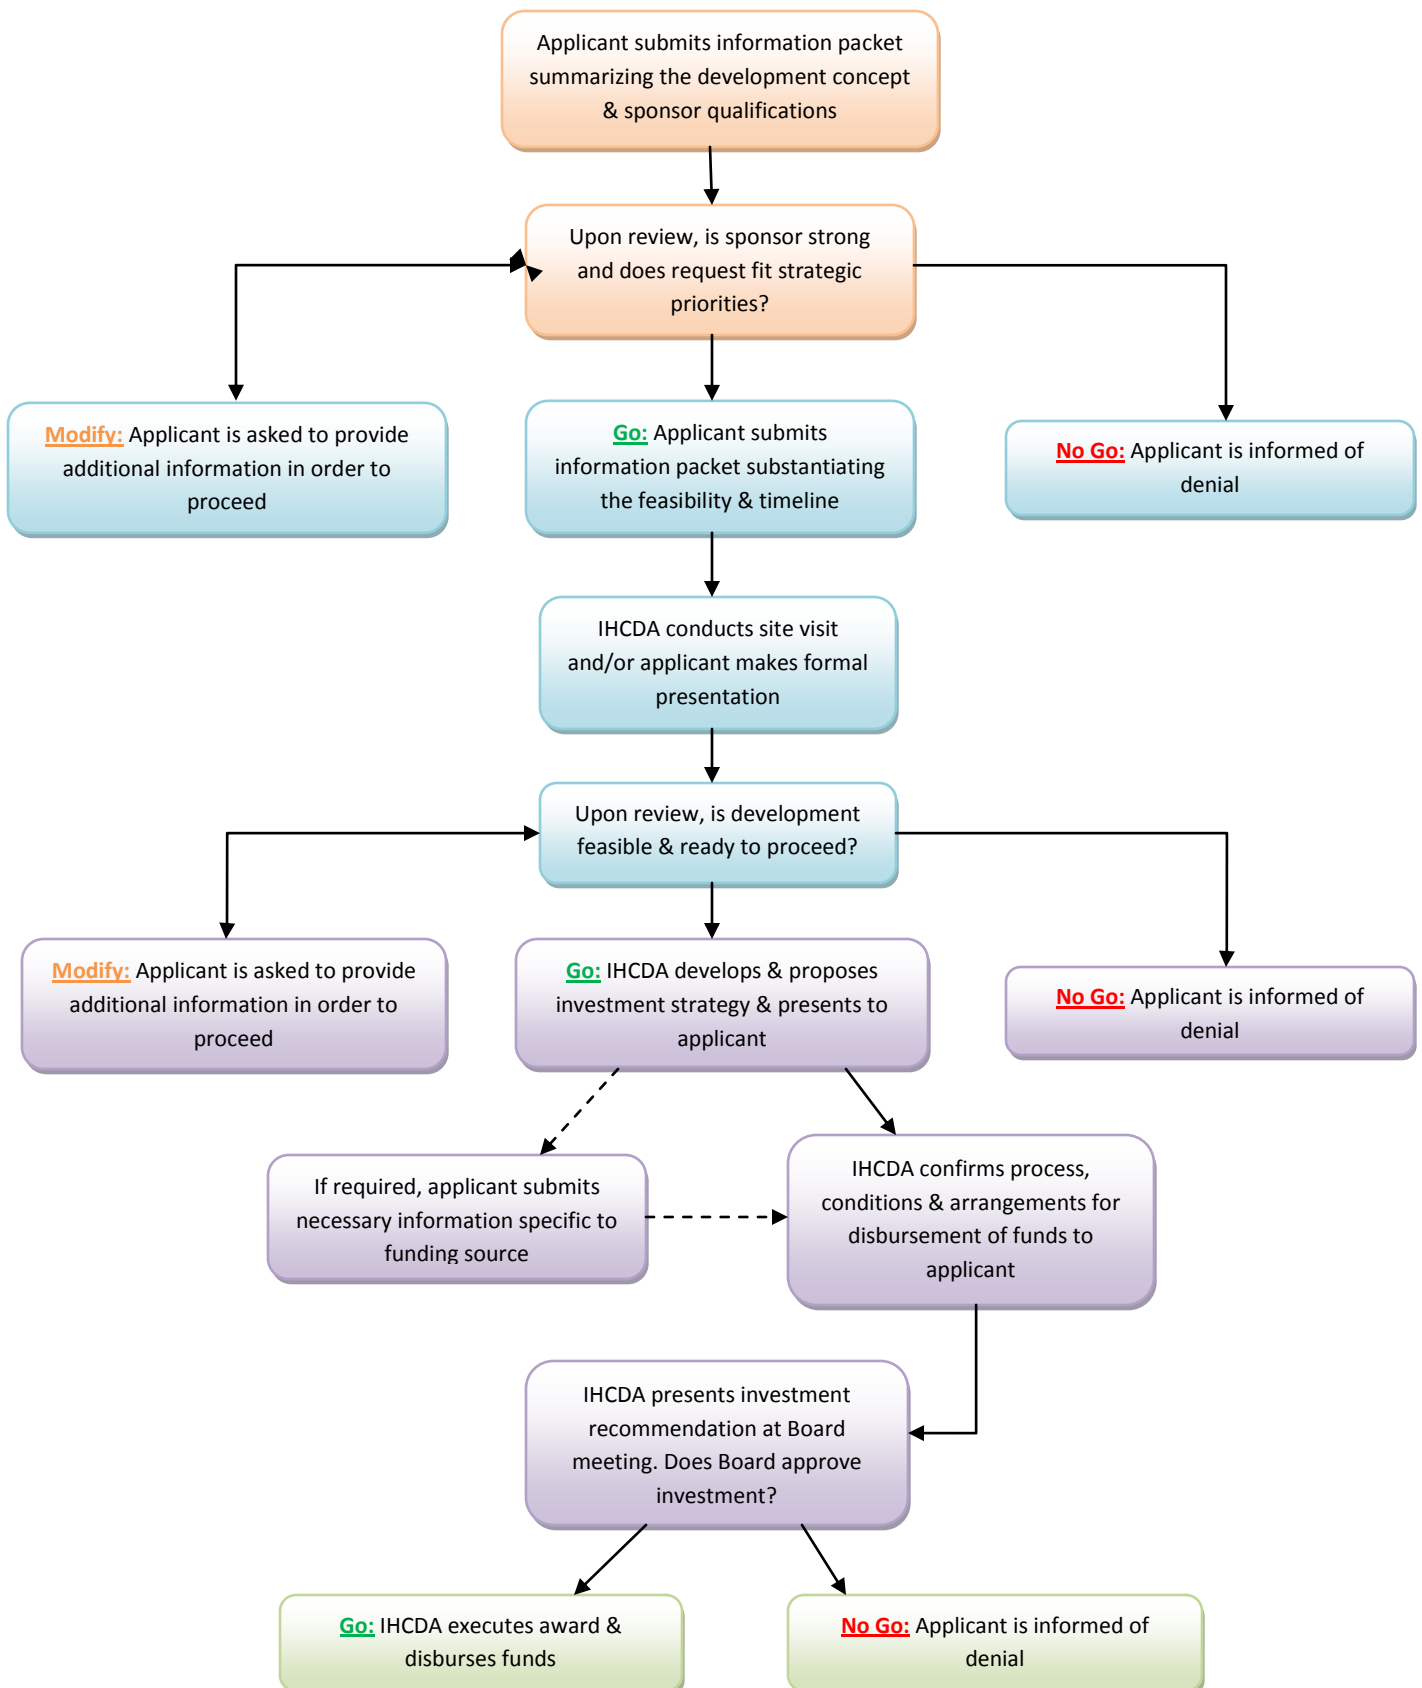 Applicant submits information packet
summarizing the development concept
& sponsor qualifications
Upon review, is sponsor strong
and does request fit strategic
priorities?
Modify: Applicant is asked to provide
additional information in order to
proceed
Go: Applicant submits
information packet substantiating
the feasibility & timeline
No Go: Applicant is informed of
denial
IHCDA conducts site visit
and/or applicant makes formal
presentation
Upon review, is development
feasible & ready to proceed?
Modify: Applicant is asked to provide
additional information in order to
proceed
Go: IHCDA develops & proposes
investment strategy & presents to
applicant
No Go: Applicant is informed of
denial
If required, applicant submits
necessary information specific to
funding source
IHCDA confirms process,
conditions & arrangements for
disbursement of funds to
applicant
IHCDA presents investment
recommendation at Board
meeting. Does Board approve
investment?
Go: IHCDA executes award &
disburses funds
No Go: Applicant is informed of
denial